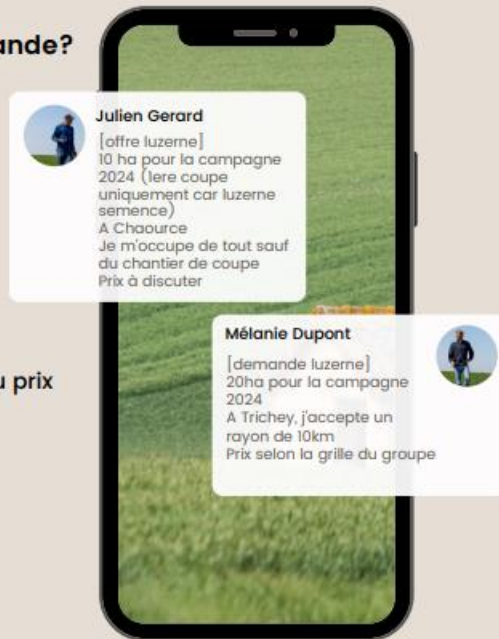 ande?
Julien Gerard
[offre luzerne]
10 ha pour la campagne
2024 (1ere coupe
uniquement car luzerne
semence)
A Chaource
Je m'occupe de tout sauf
du chantier de coupe
Prix à discuter
Mélanie Dupont
[demande luzerne]
20ha pour la campagne
2024
A Trichey, j'accepte un
rayon de 10km
Prix selon la grille du groupe
u prix